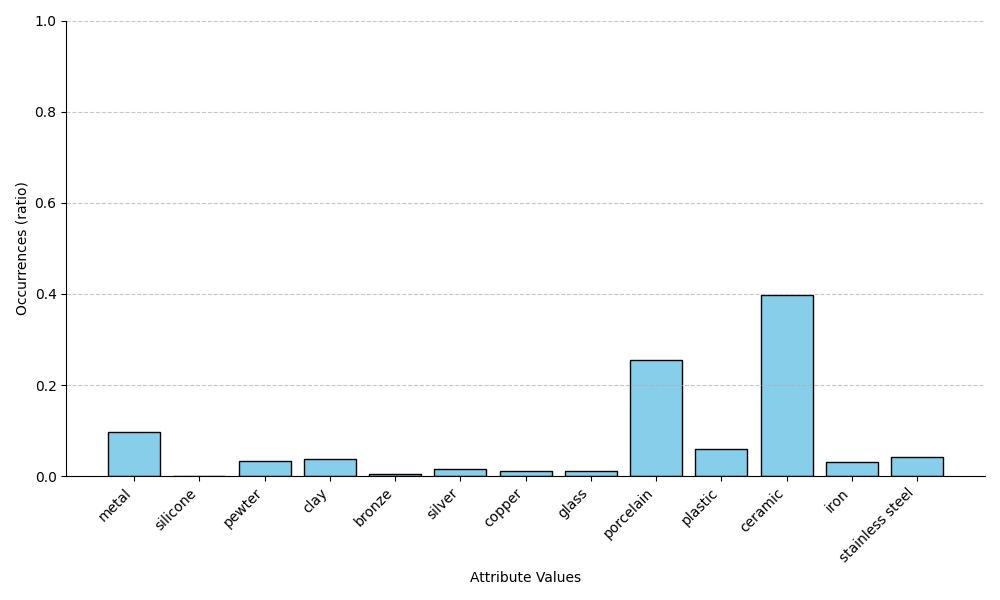 1.0
0.8
0.6
0.4
0.2
0.0
Occurrences (ratio)
metal
silicone
pewter
clay
bronze
silver
copper
glass
porcelain
plastic
ceramic
iron
stainless steel
Attribute Values